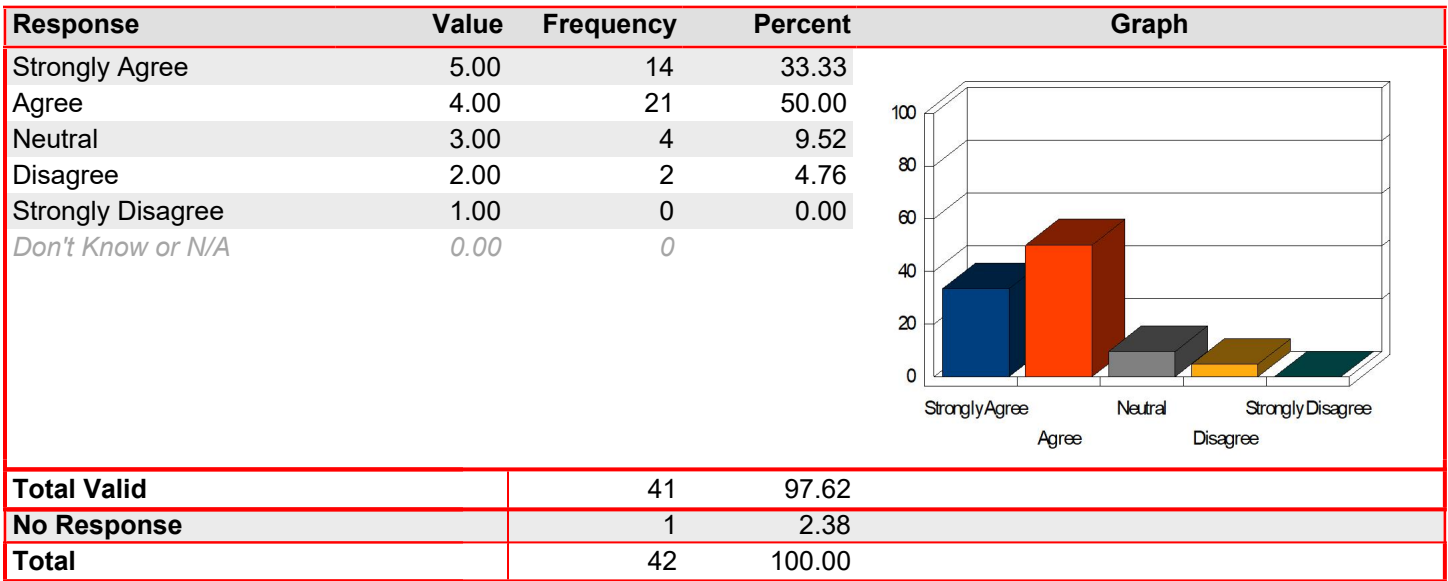 Response Value Frequency Percent Graph
Strongly Agree 5.00 14 33.33
Agree 4.00 21 50.00
Neutral 3.00 4 9.52
Disagree 2.00 2 4.76
Strongly Disagree 1.00 0 0.00
Don't Know or N/A 0.00 0
100
80
60
40
20
0
Strongly Agree Neutral Strongly Disagree
Agree Disagree
Total Valid 41 97.62
No Response 1 2.38
Total 42 100.00